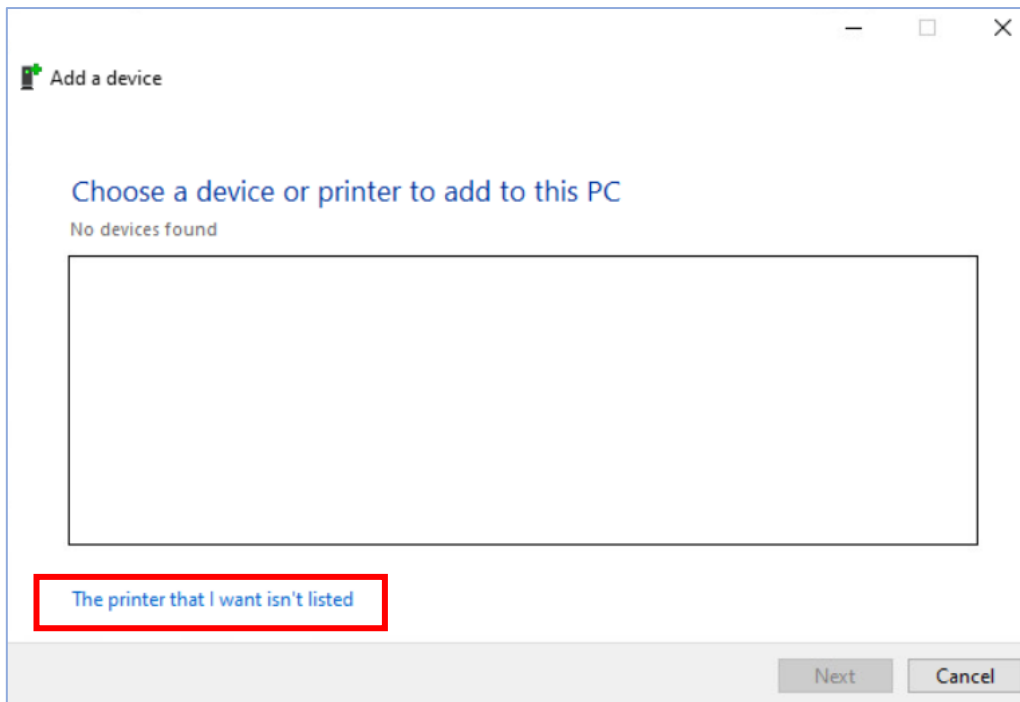 Add a device
Choose a device or printer to add to this PC
No devices found
The printer that I want isn't listed
Next
Cancel